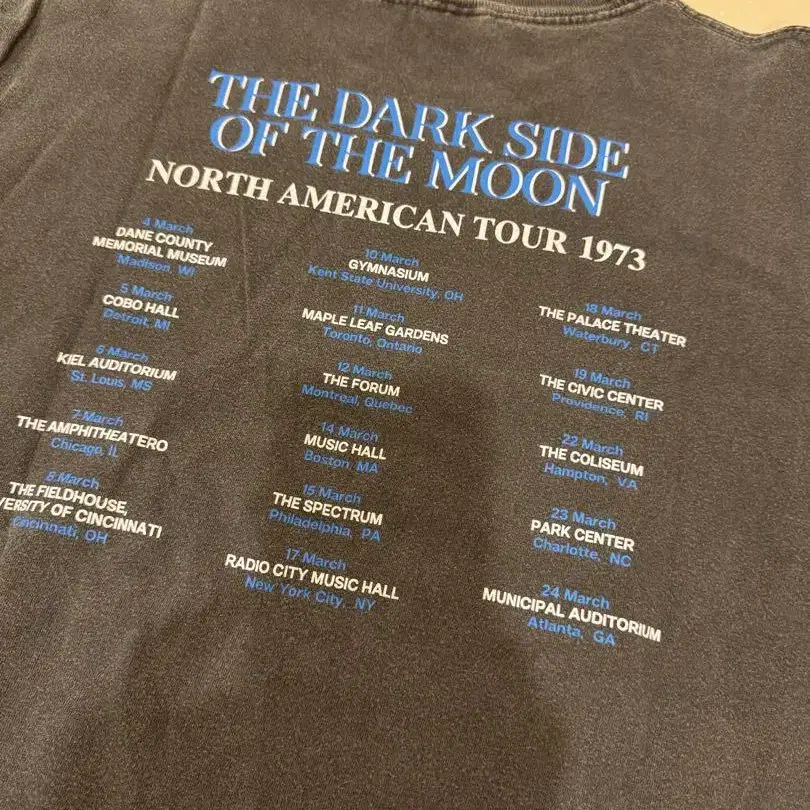 THE DARK SIDE
OF THE MOON
NORTH AMERICAN TOUR 1973
4 March
DANE COUNTY
MEMORIAL MUSEUM
Madison, WI
5 March
COBO HALL
Detroit, MI
6 March
KIEL AUDITORIUM
St. Louis, MS
7 March
THE AMPHITHEATERO
Chicago, IL
8 March
THE FIELDHOUSE,
OF CINCINNATI
Cincinnati, OH
10 March
GYMNASIUM
Kent State University, OH
11 March
MAPLE LEAF GARDENS
Toronto, Ontario
12 March
THE FORUM
Montreal, Quebec
14 March
MUSIC HALL
Boston, MA
15 March
THE SPECTRUM
Philadelphia, PA
17 March
RADIO CITY MUSIC HALL
New York City, NY
18 March
THE PALACE THEATER
Waterbury, CT
19 March
THE CIVIC CENTER
Providence, RI
22 March
THE COLISEUM
Hampton, VA
23 March
PARK CENTER
Charlotte, NC
24 March
MUNICIPAL AUDITORIUM
Atlanta, GA